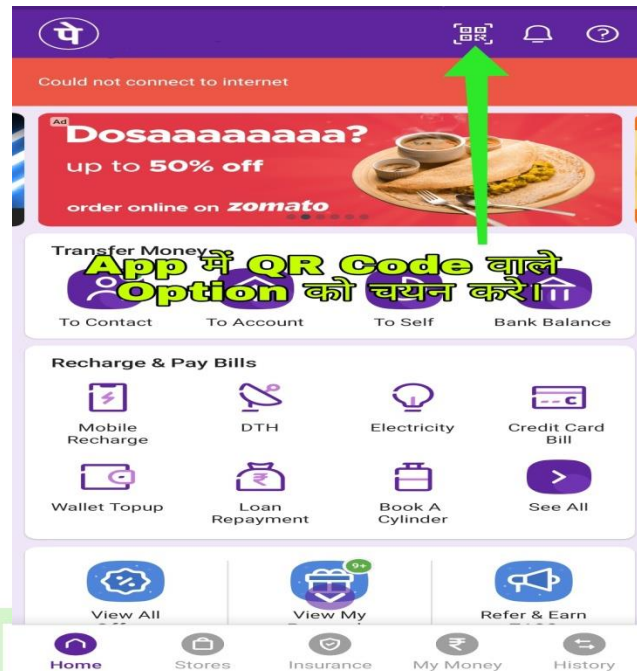 पे
Could not connect to internet
Ad
Dosaaaaaaaaa?
up to 50% off
order online on zomato
Transfer Money
App में QR Code वाले
Option को चयन करे।
To Contact To Account To Self Bank Balance
Recharge & Pay Bills
Mobile Recharge
DTH
Electricity
Credit Card Bill
Wallet Topup
Loan Repayment
Book A Cylinder
See All
9+
View All
View My
Refer & Earn
Home Stores Insurance My Money History